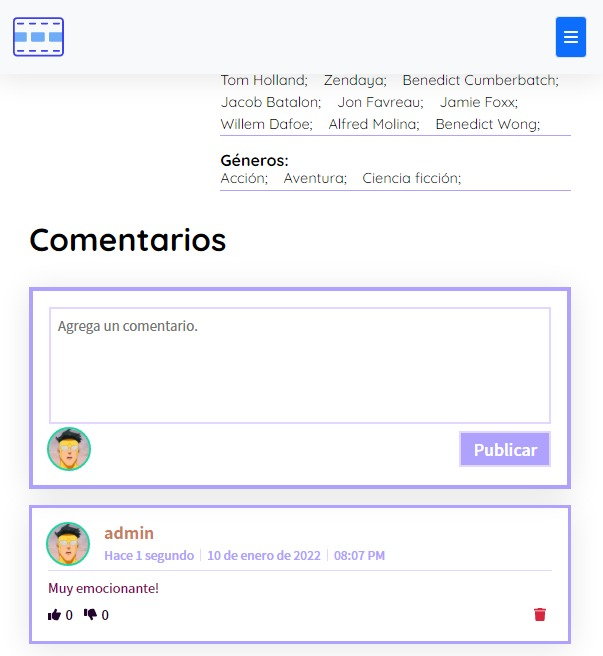 Tom Holland; Zendaya; Benedict Cumberbatch;
Jacob Batalon; Jon Favreau; Jamie Foxx;
Willem Dafoe; Alfred Molina; Benedict Wong;
Géneros:
Acción; Aventura; Ciencia ficción;
Comentarios
Agrega un comentario.
Publicar
admin
Hace 1 segundo | 10 de enero de 2022 | 08:07 PM
Muy emocionante!
0 0